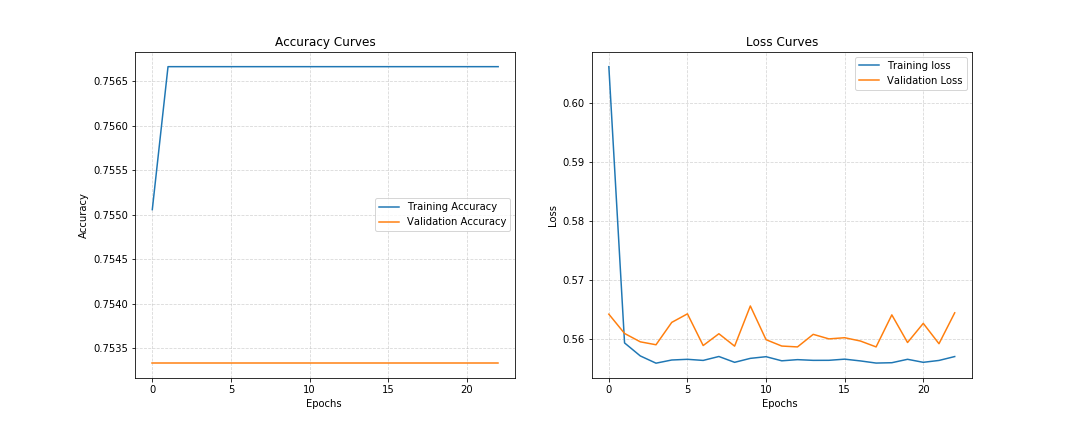 Accuracy Curves
Accuracy
0.7565
0.7560
0.7555
0.7550
0.7545
0.7540
0.7535
Training Accuracy
Validation Accuracy
0 5 10 15 20
Epochs
Loss Curves
Loss
0.60
0.59
0.58
0.57
0.56
Training loss
Validation Loss
0 5 10 15 20
Epochs